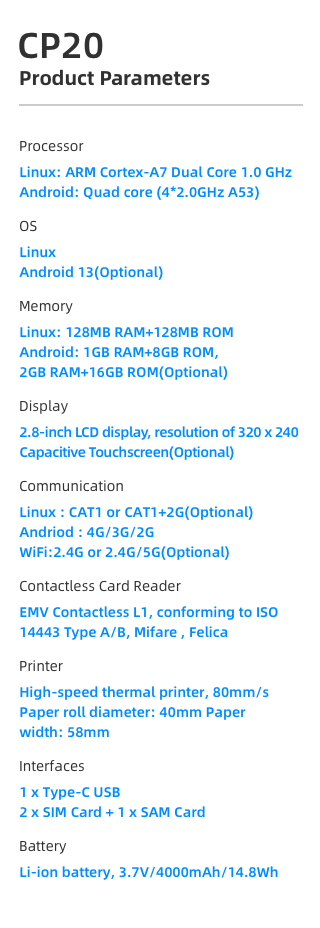 CP20
Product Parameters
Processor
Linux: ARM Cortex-A7 Dual Core 1.0 GHz
Android: Quad core (4*2.0GHz A53)
OS
Linux
Android 13(Optional)
Memory
Linux: 128MB RAM+128MB ROM
Android: 1GB RAM+8GB ROM,
2GB RAM+16GB ROM(Optional)
Display
2.8-inch LCD display, resolution of 320 x 240
Capacitive Touchscreen(Optional)
Communication
Linux : CAT1 or CAT1+2G(Optional)
Andriod : 4G/3G/2G
WiFi:2.4G or 2.4G/5G(Optional)
Contactless Card Reader
EMV Contactless L1, conforming to ISO
14443 Type A/B, Mifare , Felica
Printer
High-speed thermal printer, 80mm/s
Paper roll diameter: 40mm Paper
width: 58mm
Interfaces
1 x Type-C USB
2 x SIM Card + 1 x SAM Card
Battery
Li-ion battery, 3.7V/4000mAh/14.8Wh